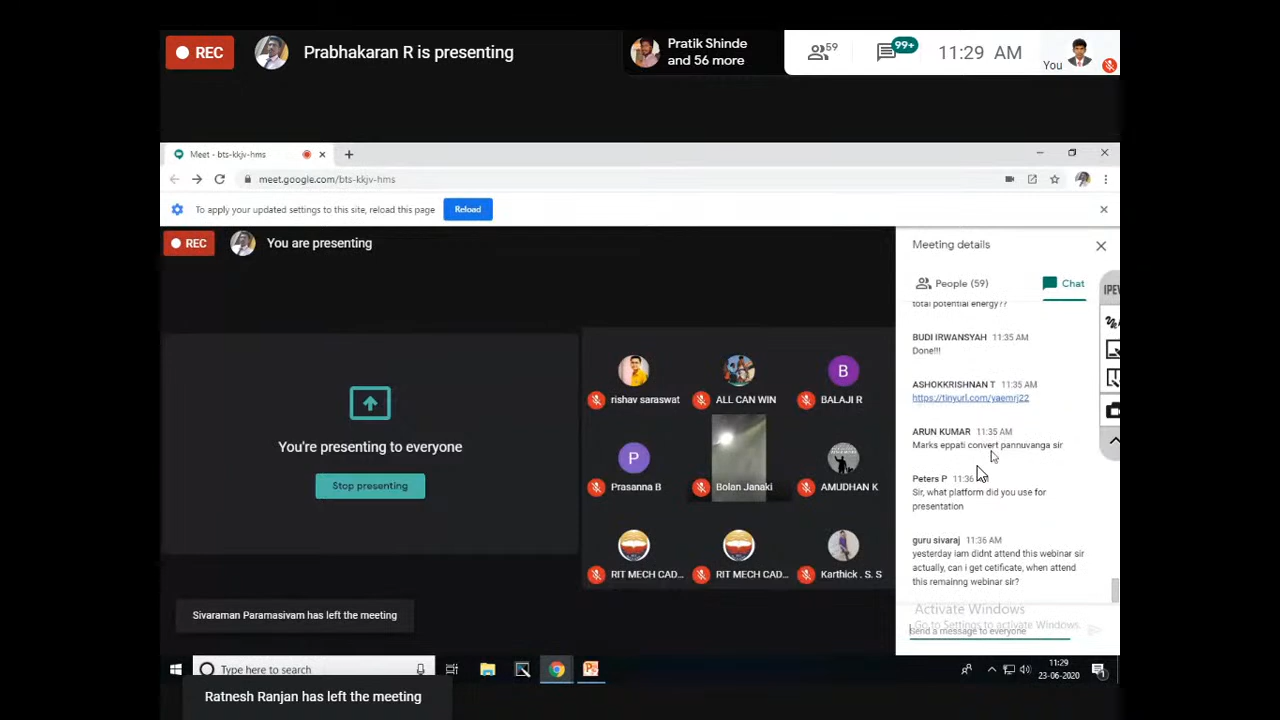 REC
Prabhakaran R is presenting
Pratik Shinde
and 56 more
59
99+
11:29 AM
You
Meet - bts-kkjv-hms
meet.google.com/bts-kkjv-hms
To apply your updated settings to this site, reload this page
Reload
REC
You are presenting
Meeting details
People (59)
Chat
total potential energy??
BUDI IRWANSYAH 11:35 AM
Done!!!
ASHOKKRISHNAN T 11:35 AM
https://tinyurl.com/yaemrj22
ARUN KUMAR 11:35 AM
Marks eppati convert pannuvanga sir
Peters P 11:36
Sir, what platform did you use for
presentation
guru sivaraj 11:36 AM
yesterday iam didnt attend this webinar sir
actually, can i get cetificate, when attend
this remainng webinar sir?
Activate Windows
Go to Settings to activate Windows.
Send a message to everyone
You're presenting to everyone
Stop presenting
rishav saraswat
ALL CAN WIN
B
BALAJI R
P
Prasanna B
Bolan Janaki
AMUDHAN K
RIT MECH CAD...
RIT MECH CAD...
Karthick . S. S
Sivaraman Paramasivam has left the meeting
Type here to search
11:29
23-06-2020
1
Ratnesh Ranjan has left the meeting